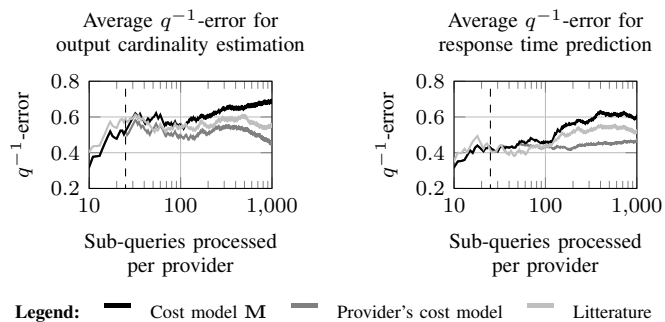 Average q⁻¹-error for
output cardinality estimation
0.8
0.6
0.4
0.2
q⁻¹-error
10
100
1,000
Sub-queries processed
per provider
Average q⁻¹-error for
response time prediction
0.8
0.6
0.4
0.2
q⁻¹-error
10
100
1,000
Sub-queries processed
per provider
Legend: Cost model M Provider's cost model Litterature